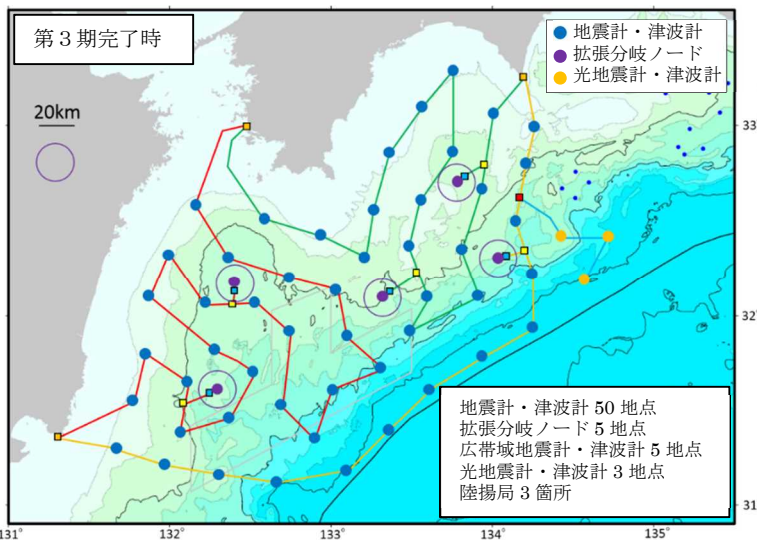 第３期完了時
地震計・津波計
拡張分岐ノード
光地震計・津波計
20km
33
32
31
131°
132°
133°
134°
135°
地震計・津波計 50 地点
拡張分岐ノード 5 地点
広帯域地震計・津波計 5 地点
光地震計・津波計 3 地点
陸揚局 3 箇所